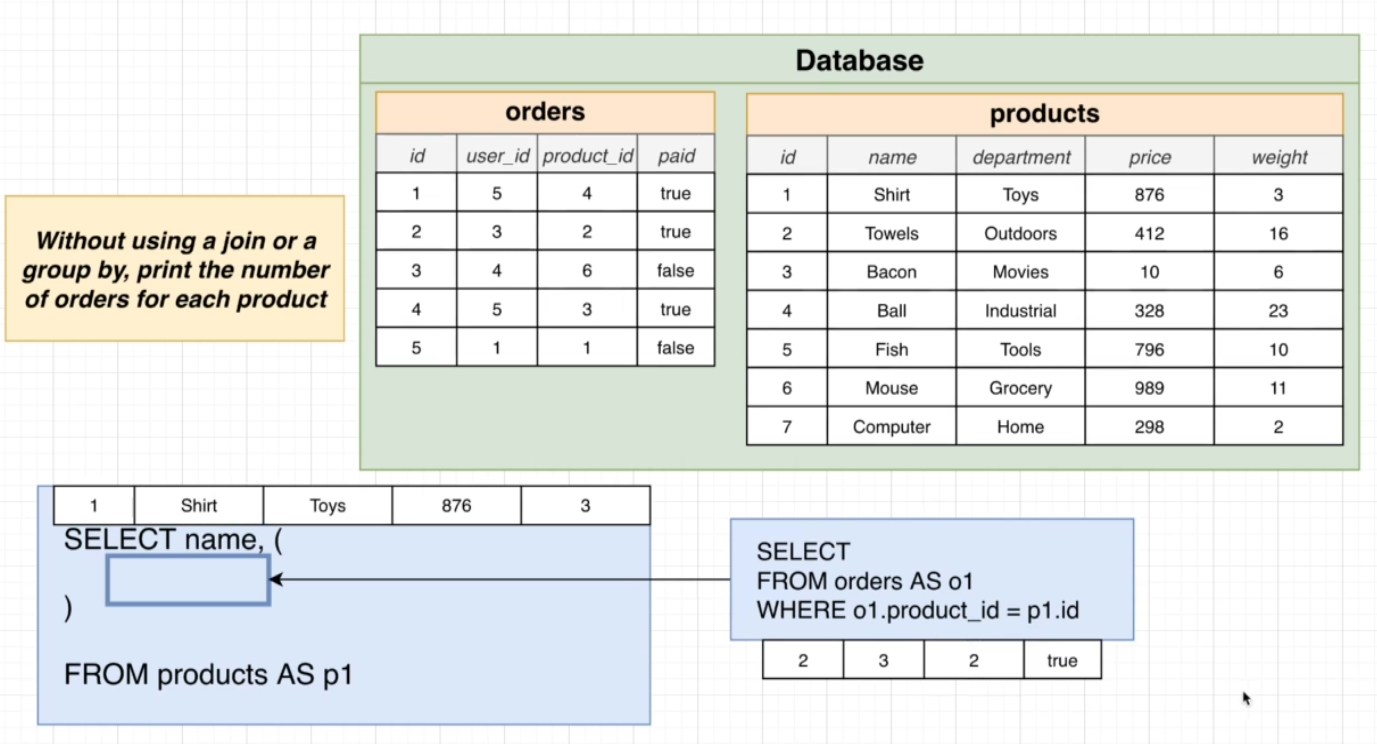 Database
Without using a join or a
group by, print the number
of orders for each product
orders
id user_id product_id paid
1 5 4 true
2 3 2 true
3 4 6 false
4 5 3 true
5 1 1 false
products
id name department price weight
1 Shirt Toys 876 3
2 Towels Outdoors 412 16
3 Bacon Movies 10 6
4 Ball Industrial 328 23
5 Fish Tools 796 10
6 Mouse Grocery 989 11
7 Computer Home 298 2
1 Shirt Toys 876 3
SELECT name, (
)
FROM products AS p1
SELECT
FROM orders AS o1
WHERE o1.product_id = p1.id
2 3 2 true